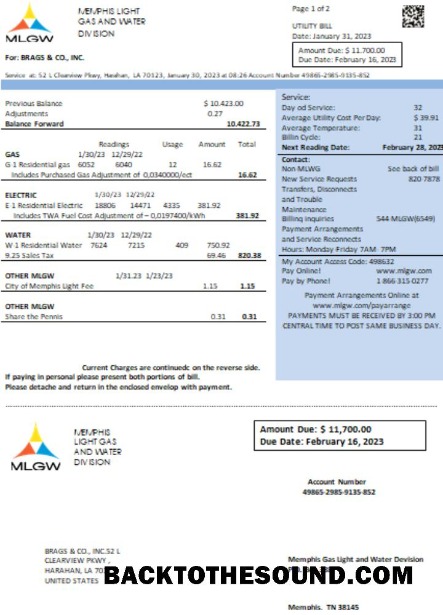 MEMPHIS LIGHT
GAS AND WATER
DIVISION
MLGW
Page 1 of 2
UTILITY BILL
Date: January 31, 2023
Amount Due: $ 11,700.00
Due Date: February 16, 2023
For: BRAGS & CO., INC.
Service at: 52 L Clearview Pkwy, Harahan, LA 70123, January 30, 2023 at 08:26 Account Number 49865-2985-9135-852
Previous Balance $ 10.423.00
Adjustments 0.27
Balance Forward 10.422.73
Readings Usage Amount Total
GAS 1/30/23 12/29/22
G 1 Residential gas 6052 6040 12 16.62
Includes Purchased Gas Adjustment of 0,0340000/ect 16.62
ELECTRIC 1/30/23 12/29/22
E 1 Residential Electric 18806 14471 4335 381.92
Includes TWA Fuel Cost Adjustment of – 0,0197400/kWh 381.92
WATER 1/30/23 12/29/22
W 1 Residential Water 7624 7215 409 750.92
9.25 Sales Tax 69.46 820.38
OTHER MLGW 1/31.23 1/23/23
City of Memphis Light Fee 1.15 1.15
OTHER MLGW
Share the Pennis 0.31 0.31
Service:
Day od Service: 32
Average Utility Cost Per Day: $ 39.91
Average Temperature: 31
Billin Cycle: 21
Next Reading Date: February 28, 2023
Contact:
Non MLWG See back of bill
New Service Requests 820 7878
Transfers, Disconnects
and Trouble
Maintenance
Billing inquiries 544 MLGW(6549)
Payment Arrangements
and Service Reconnects
Hours: Monday Friday 7AM- 7PM
My Account Access Code: 498632
Pay Online! www.mlgw.com
Pay by Phone! 1-866-315-0277
Payment Arrangements Online at
www.mlgw.com/payarrange
PAYMENTS MUST BE RECEIVED BY 3:00 PM
CENTRAL TIME TO POST SAME BUSINESS DAY.
Current Charges are continuedc on the reverse side.
If paying in personal please present both portions of bill.
Please detache and return in the enclosed envelop with payment.
MLGW
MEMPHIS
LIGHT GAS
AND WATER
DIVISION
Amount Due: $ 11,700.00
Due Date: February 16, 2023
Account Number
49865-2985-9135-852
BRAGS & CO., INC.52 L
CLEARVIEW PKWY ,
HARAHAN, LA
UNITED STATES
Memphis Gas Light and Water Division
BACKTOTHESOUND.COM
Memphis, TN 38145